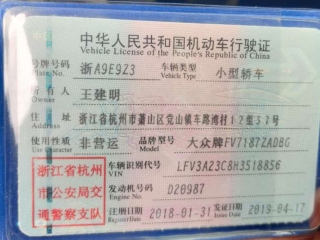 中华人民共和国机动车行驶证
Vehicle License of the People's Republic of China
号牌号码 浙A9E9Z3 车辆类型 小型轿车
Plate No. Vehicle Type
所有人 王建明
Owner
住址 浙江省杭州市萧山区党山镇车路湾村12组31号
使用性质 非营运 品牌型号 大众牌FV7187ZADBG
Use Character Model
浙江省杭州 车辆识别代号 LFV3A23C8H3518856
VIN
市公安局交 发动机号码 D20987
Engine No.
通警察支队 注册日期 2018-01-31 发证日期 2019-04-17
Register Date Issue Date